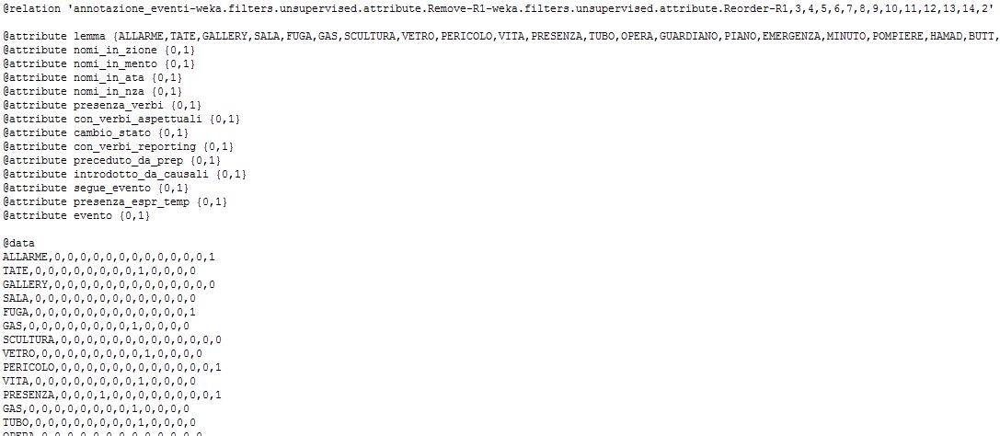 @relation 'annotazione_eventi-weka.filters.unsupervised.attribute.Remove-R1-weka.filters.unsupervised.attribute.Reorder-R1,3,4,5,6,7,8,9,10,11,12,13,14,2'
@attribute lemma {ALLARME,TATE,GALLERY,SALA,FUGA,GAS,SCULTURA,VETRO,PERICOLO,VITA,PRESENZA,TUBO,OPERA,GUARDIANO,PIANO,EMERGENZA,MINUTO,POMPIERE,HAMAD,BUTT,
@attribute nomi_in_zione {0,1}
@attribute nomi_in_mento {0,1}
@attribute nomi_in_ata {0,1}
@attribute nomi_in_nza {0,1}
@attribute presenza_verbi {0,1}
@attribute con_verbi_aspettuali {0,1}
@attribute cambio_stato {0,1}
@attribute con_verbi_reporting {0,1}
@attribute preceduto_da_prep {0,1}
@attribute introdotto_da_causali {0,1}
@attribute segue_evento {0,1}
@attribute presenza_espr_temp {0,1}
@attribute evento {0,1}
@data
ALLARME,0,0,0,0,0,0,0,0,0,0,0,0,1
TATE,0,0,0,0,0,0,0,0,1,0,0,0,0
GALLERY,0,0,0,0,0,0,0,0,0,0,0,0,0
SALA,0,0,0,0,0,0,0,0,0,0,0,0,0
FUGA,0,0,0,0,0,0,0,0,0,0,0,0,1
GAS,0,0,0,0,0,0,0,0,1,0,0,0,0
SCULTURA,0,0,0,0,0,0,0,0,0,0,0,0,0
VETRO,0,0,0,0,0,0,0,0,1,0,0,0,0
PERICOLO,0,0,0,0,0,0,0,0,0,0,0,0,1
VITA,0,0,0,0,0,0,0,0,1,0,0,0,0
PRESENZA,0,0,0,1,0,0,0,0,0,0,0,0,1
GAS,0,0,0,0,0,0,0,0,1,0,0,0,0
TUBO,0,0,0,0,0,0,0,0,1,0,0,0,0
OPERA,0,0,0,0,0,0,0,0,0,0,0,0,0